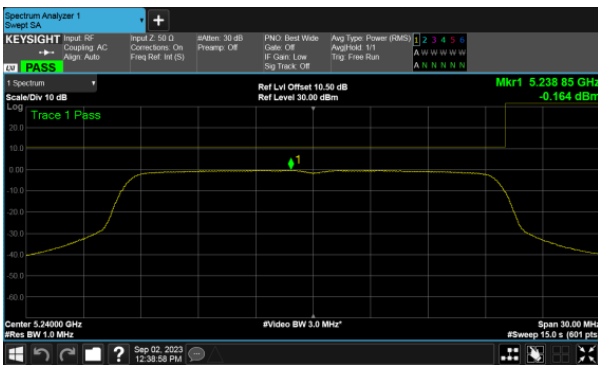 Spectrum Analyzer 1
Swept SA
+
KEYSIGHT Input: RF Input Z: 50 Ω #Atten: 30 dB PNO: Best Wide Avg Type: Power (RMS) 1 2 3 4 5 6
Coupling: AC Corrections: On Preamp: Off Gate: Off Avg|Hold: 1/1 A W W W W W
Align: Auto Freq Ref: Int (S) IF Gain: Low Trig: Free Run
Sig Track: Off A N N N N N
PASS
1 Spectrum
Ref Lvl Offset 10.50 dB Mkr1 5.238 85 GHz
Scale/Div 10 dB Ref Level 30.00 dBm -0.164 dBm
Log
Trace 1 Pass
20.0
10.0
1
0.00
-10.0
-20.0
-30.0
-40.0
-50.0
-60.0
Center 5.24000 GHz #Video BW 3.0 MHz* Span 30.00 MHz
#Res BW 1.0 MHz #Sweep 15.0 s (601 pts)
? Sep 02, 2023
12:38:58 PM